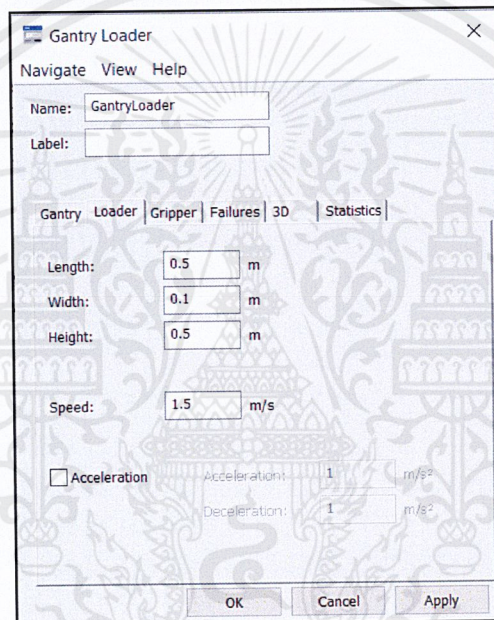 Gantry Loader
Navigate View Help
Name: GantryLoader
Label:
Gantry Loader Gripper Failures 3D Statistics
Length: 0.5 m
Width: 0.1 m
Height: 0.5 m
Speed: 1.5 m/s
Acceleration Acceleration: 1 m/s²
Deceleration: 1 m/s²
OK Cancel Apply